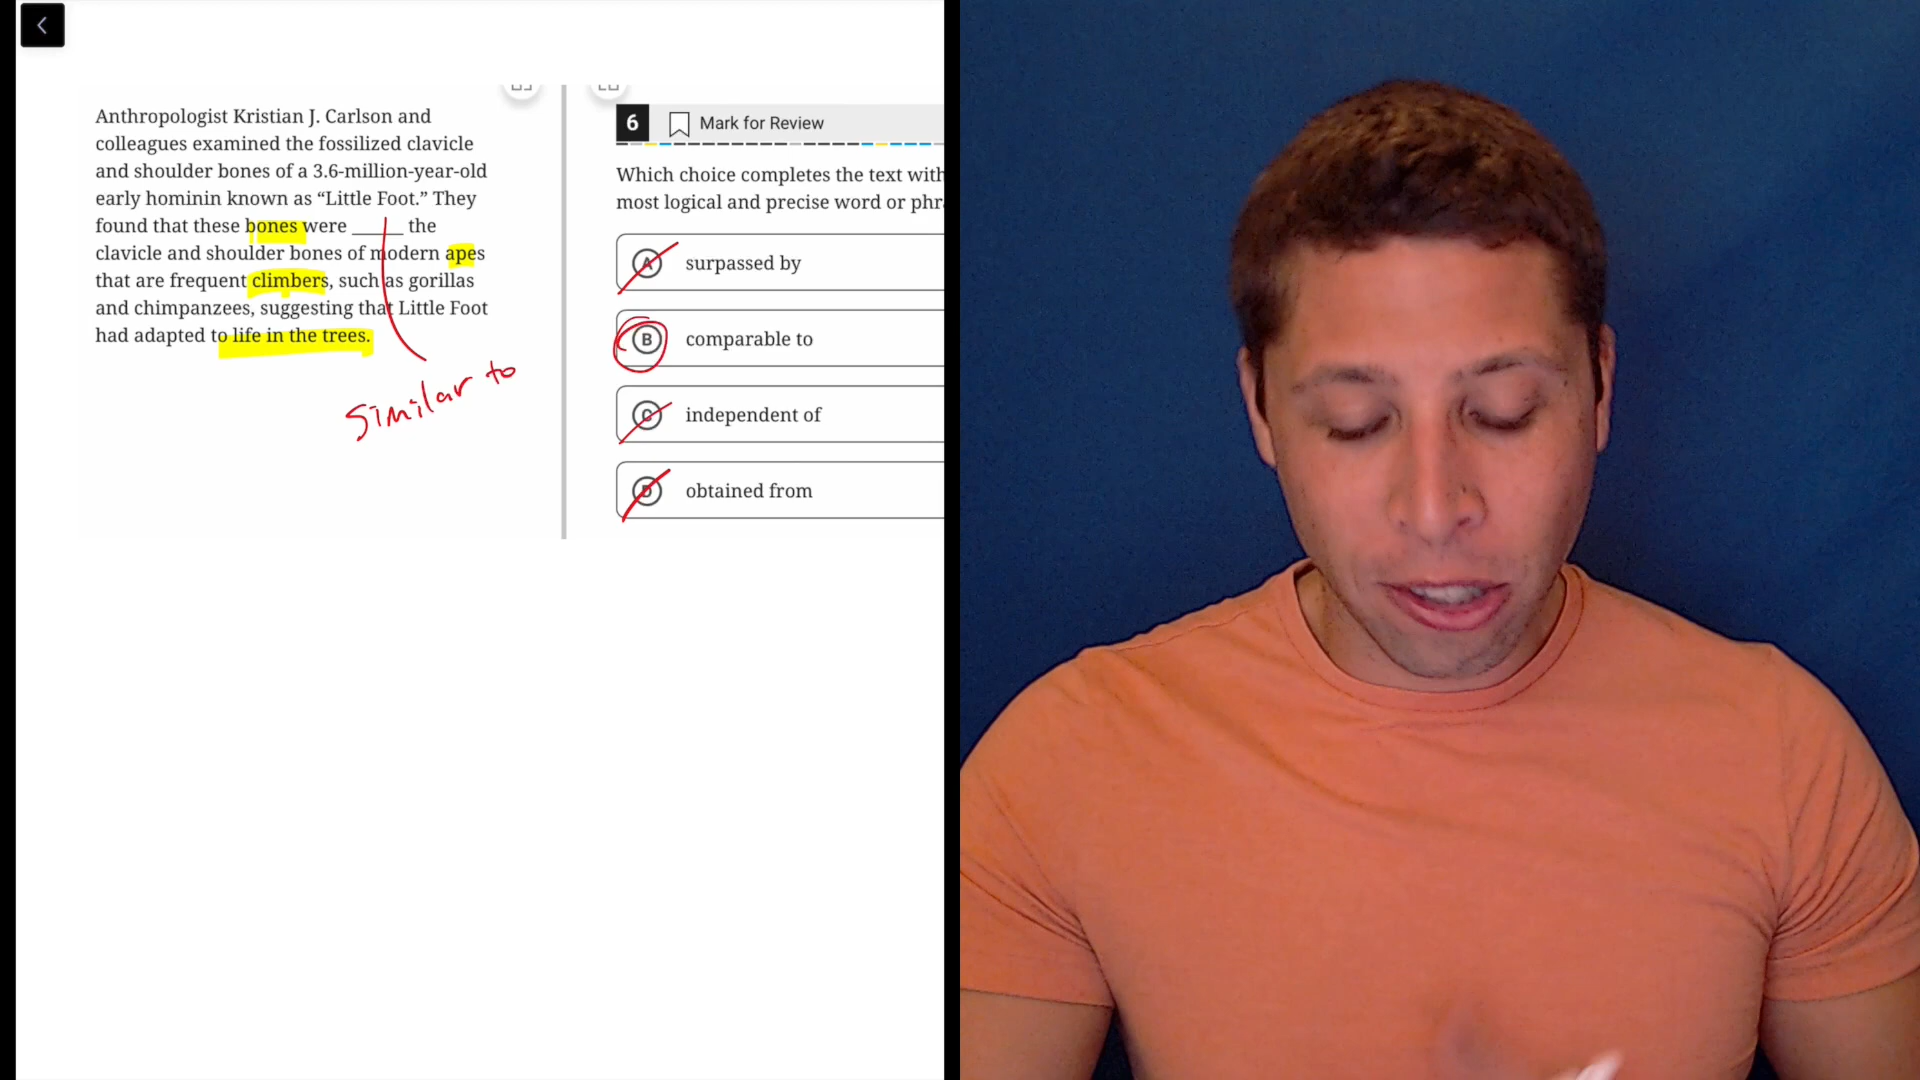 Anthropologist Kristian J. Carlson and
colleagues examined the fossilized clavicle
and shoulder bones of a 3.6-million-year-old
early hominin known as “Little Foot.” They
found that these bones were _____ the
clavicle and shoulder bones of modern apes
that are frequent climbers, such as gorillas
and chimpanzees, suggesting that Little Foot
had adapted to life in the trees.
similar to
6 Mark for Review
Which choice completes the text with
most logical and precise word or phr
A surpassed by
B comparable to
C independent of
D obtained from